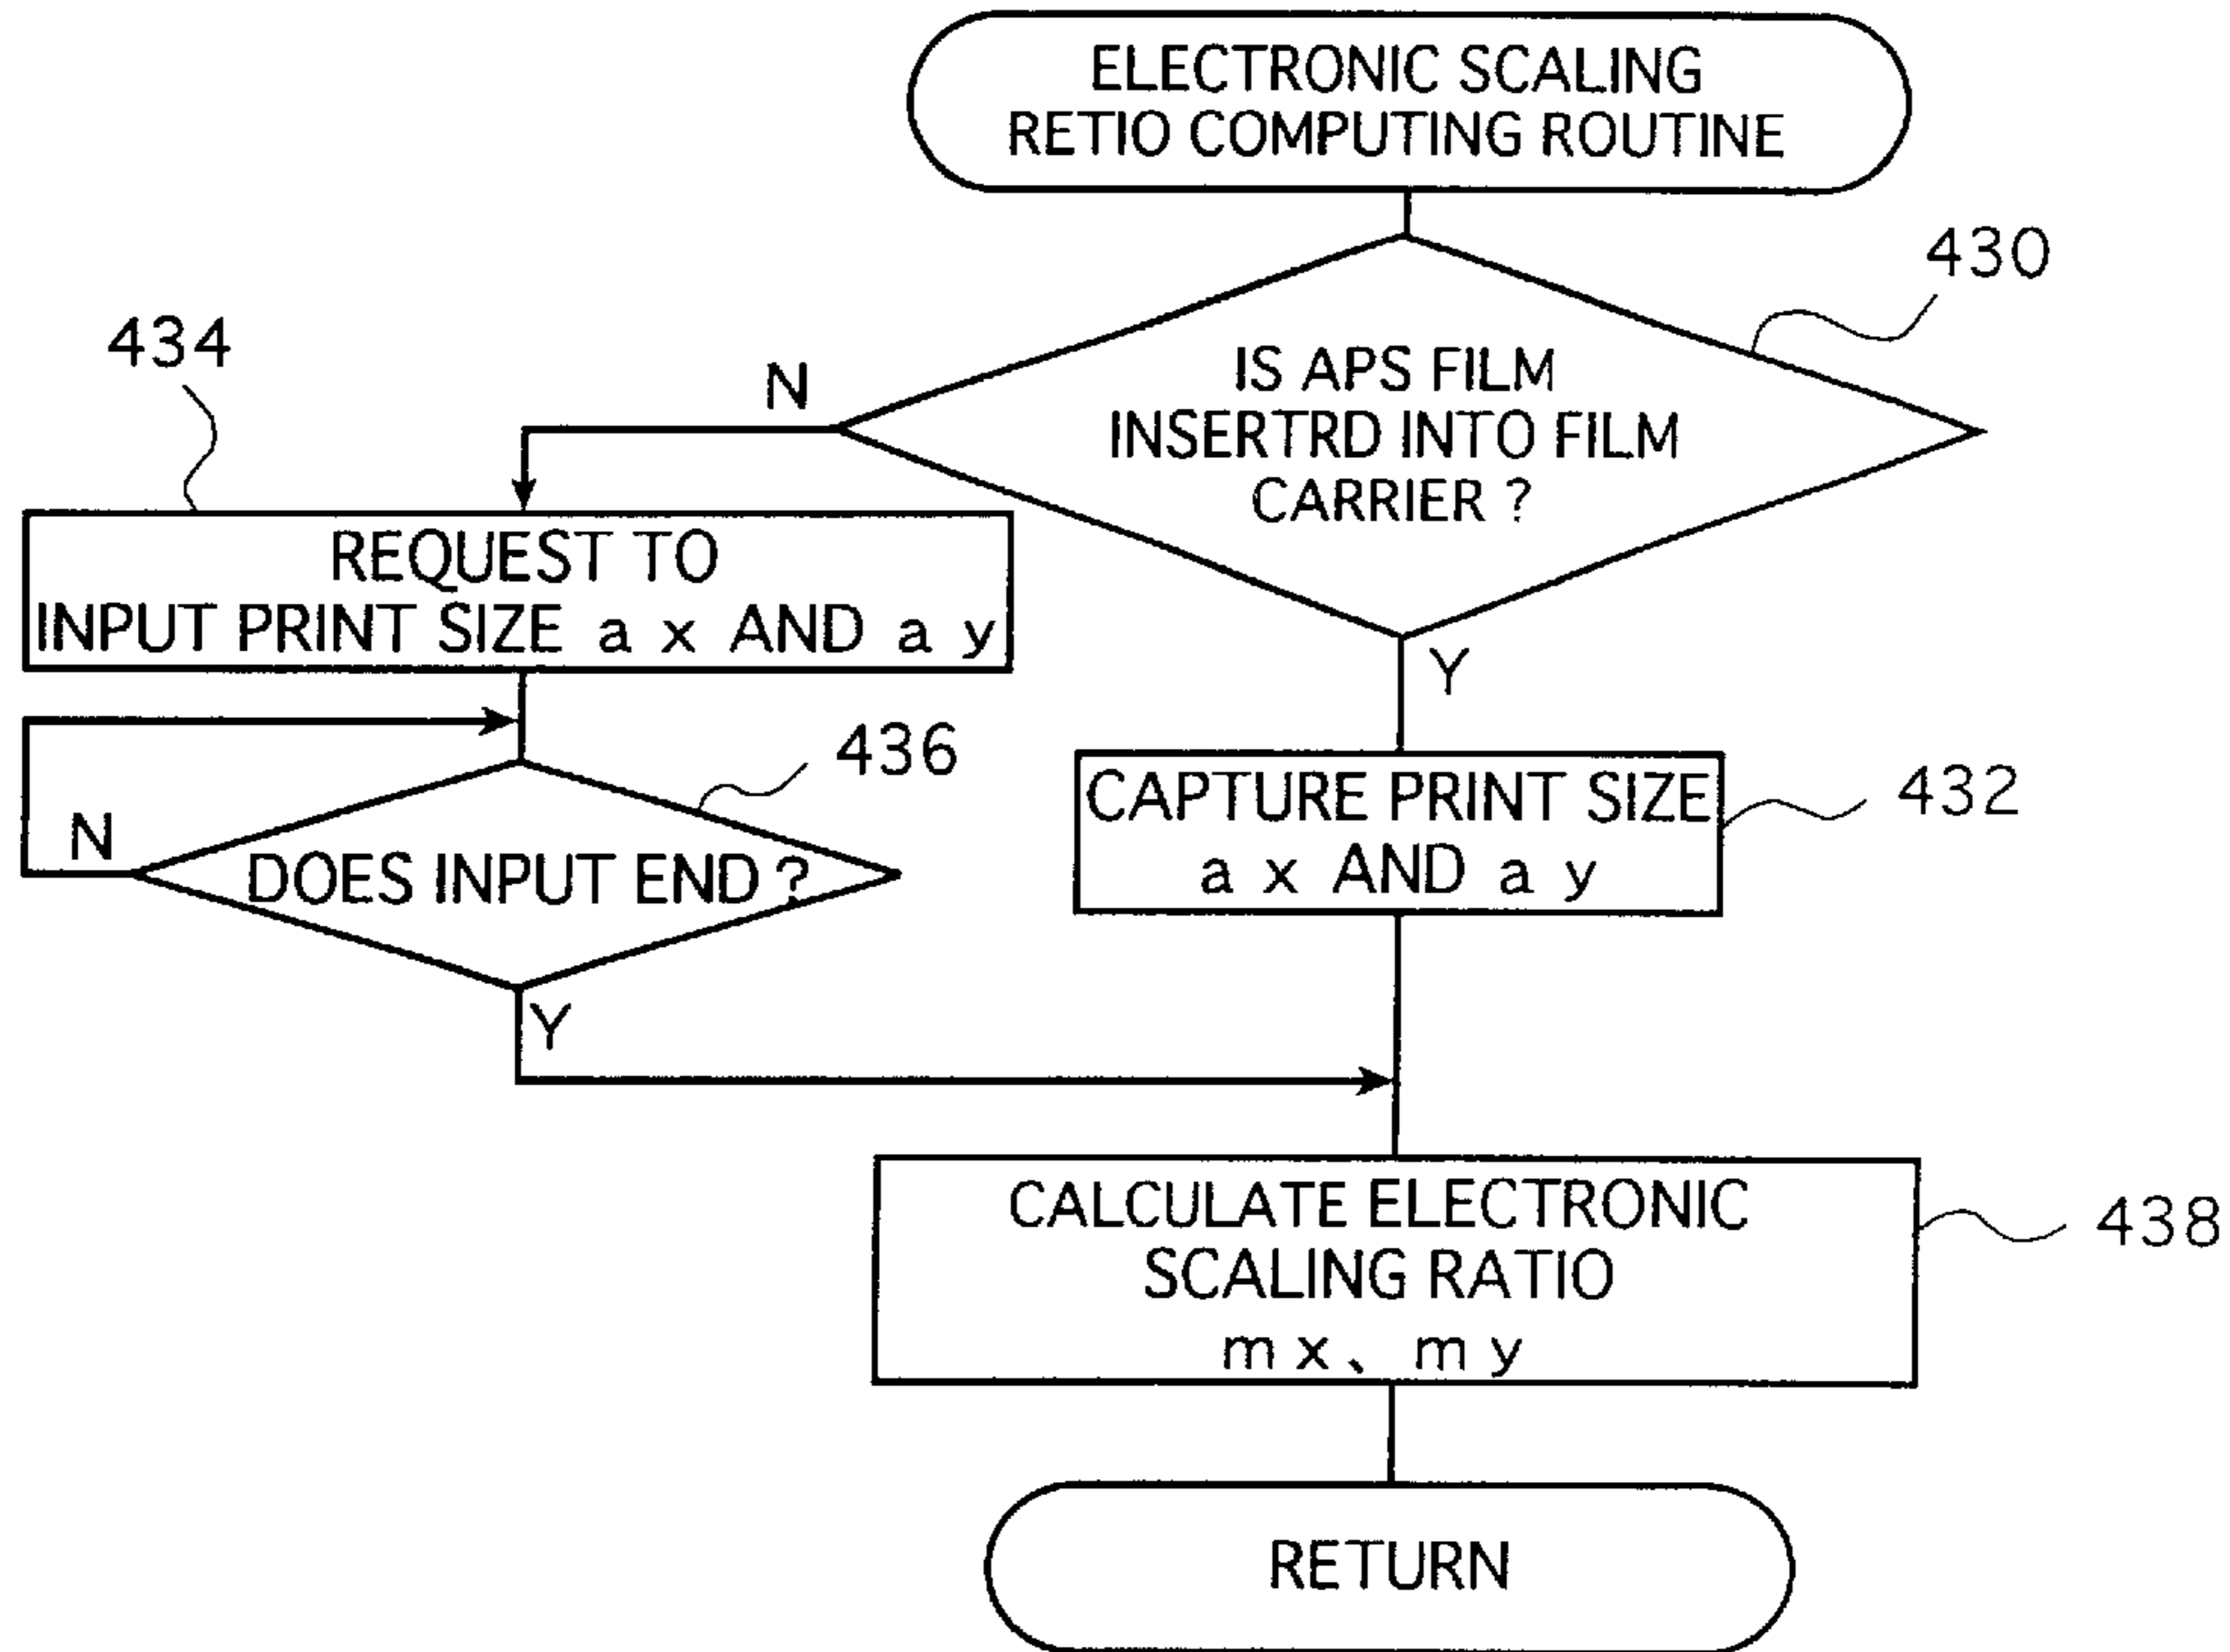 ELECTRONIC SCALING
RETIO COMPUTING ROUTINE
430
IS APS FILM
INSERTRD INTO FILM
CARRIER ?
N
434
REQUEST TO
INPUT PRINT SIZE a x AND a y
Y
436
N
DOES INPUT END ?
CAPTURE PRINT SIZE
a x AND a y
432
Y
CALCULATE ELECTRONIC
SCALING RATIO
m x、 m y
438
RETURN